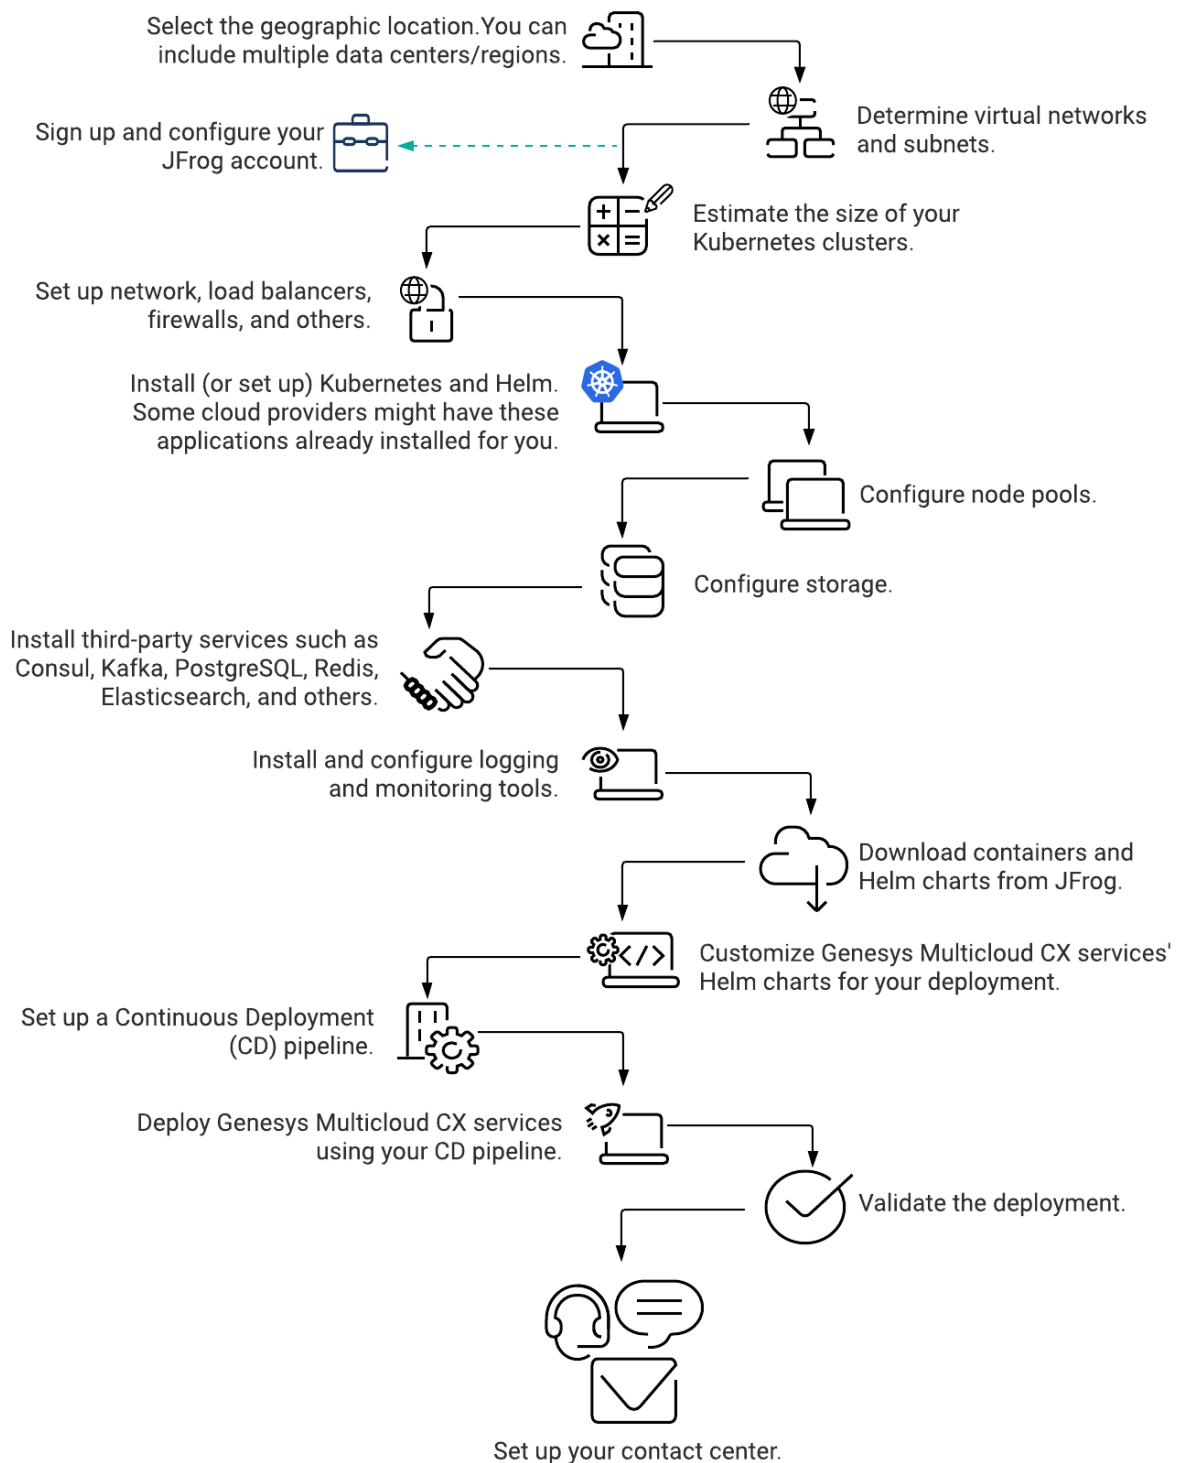 Select the geographic location.You can
include multiple data centers/regions.
Determine virtual networks
and subnets.
Sign up and configure your
JFrog account.
Estimate the size of your
Kubernetes clusters.
Set up network, load balancers,
firewalls, and others.
Install (or set up) Kubernetes and Helm.
Some cloud providers might have these
applications already installed for you.
Configure node pools.
Configure storage.
Install third-party services such as
Consul, Kafka, PostgreSQL, Redis,
Elasticsearch, and others.
Install and configure logging
and monitoring tools.
Download containers and
Helm charts from JFrog.
Customize Genesys Multicloud CX services'
Helm charts for your deployment.
Set up a Continuous Deployment
(CD) pipeline.
Deploy Genesys Multicloud CX services
using your CD pipeline.
Validate the deployment.
Set up your contact center.